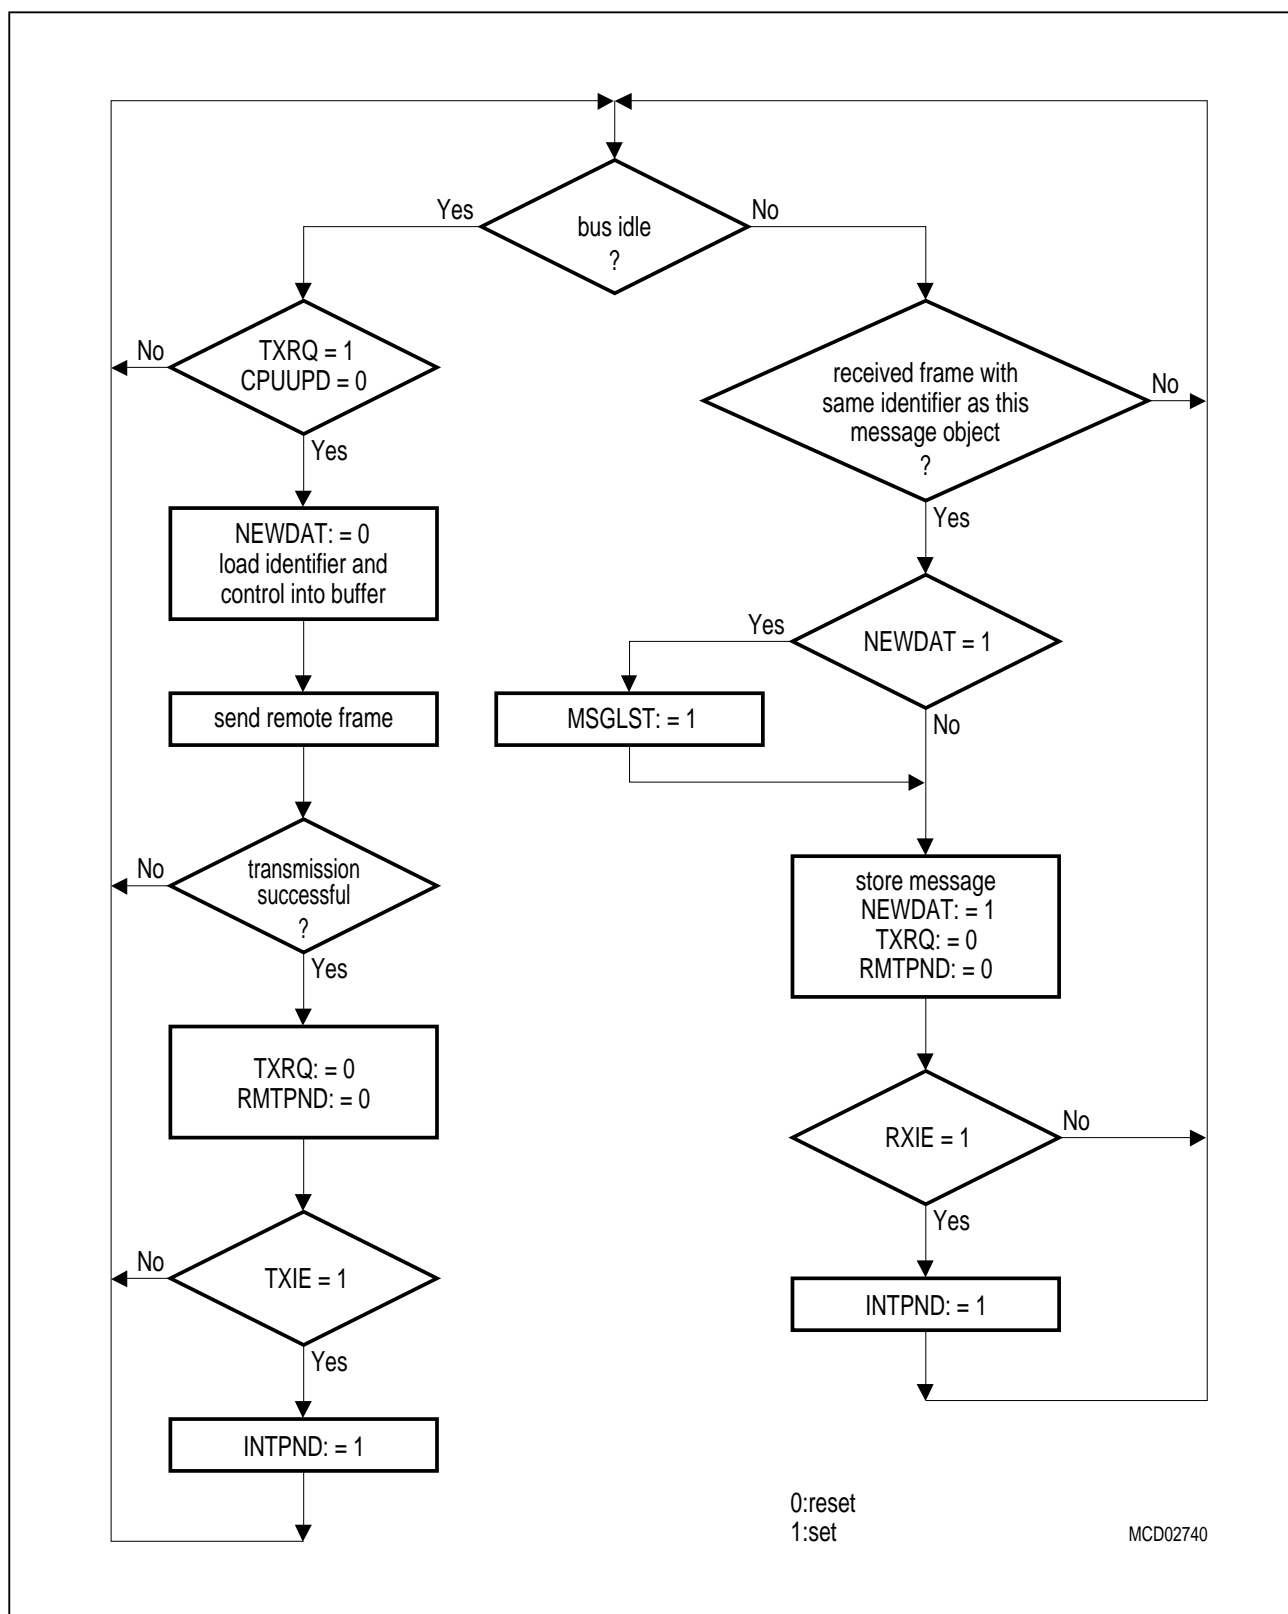 bus idle
?
Yes
No
TXRQ = 1
CPUUPD = 0
No
Yes
NEWDAT: = 0
load identifier and
control into buffer
send remote frame
transmission
successful
?
No
Yes
TXRQ: = 0
RMTPND: = 0
TXIE = 1
No
Yes
INTPND: = 1
received frame with
same identifier as this
message object
?
No
Yes
NEWDAT = 1
Yes
MSGLST: = 1
No
store message
NEWDAT: = 1
TXRQ: = 0
RMTPND: = 0
RXIE = 1
No
Yes
INTPND: = 1
0:reset
1:set
MCD02740